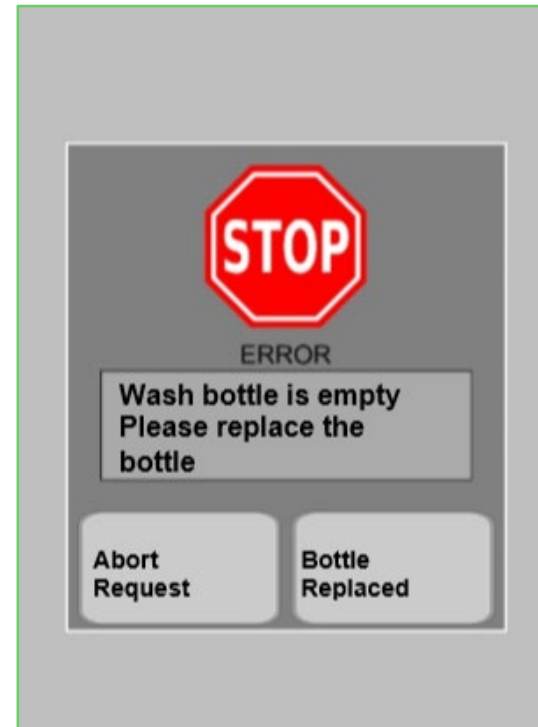 STOP
ERROR
Wash bottle is empty
Please replace the
bottle
Abort
Request
Bottle
Replaced